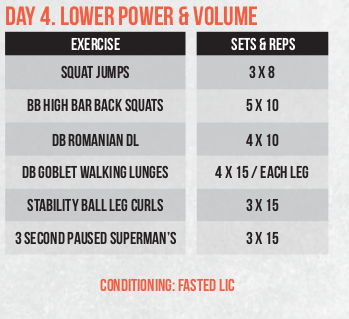 DAY 4. LOWER POWER & VOLUME
EXERCISE SETS & REPS
SQUAT JUMPS 3 X 8
BB HIGH BAR BACK SQUATS 5 X 10
DB ROMANIAN DL 4 X 10
DB GOBLET WALKING LUNGES 4 X 15 / EACH LEG
STABILITY BALL LEG CURLS 3 X 15
3 SECOND PAUSED SUPERMAN'S 3 X 15
CONDITIONING: FASTED LIC